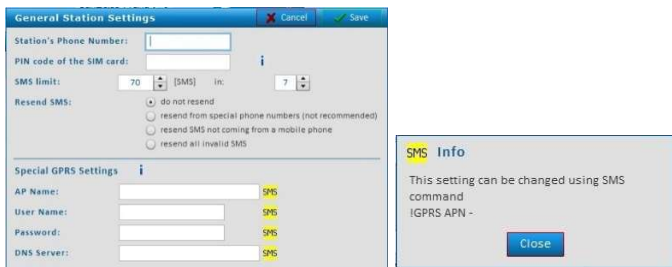 General Station Settings
Cancel
Save
Station's Phone Number:
PIN code of the SIM card:
i
SMS limit:
70
[SMS]
in:
7
Resend SMS:
do not resend
resend from special phone numbers (not recommended)
resend SMS not coming from a mobile phone
resend all invalid SMS
Special GPRS Settings
i
AP Name:
SMS
User Name:
SMS
Password:
SMS
DNS Server:
SMS
SMS Info
This setting can be changed using SMS
command
!GPRS APN -
Close